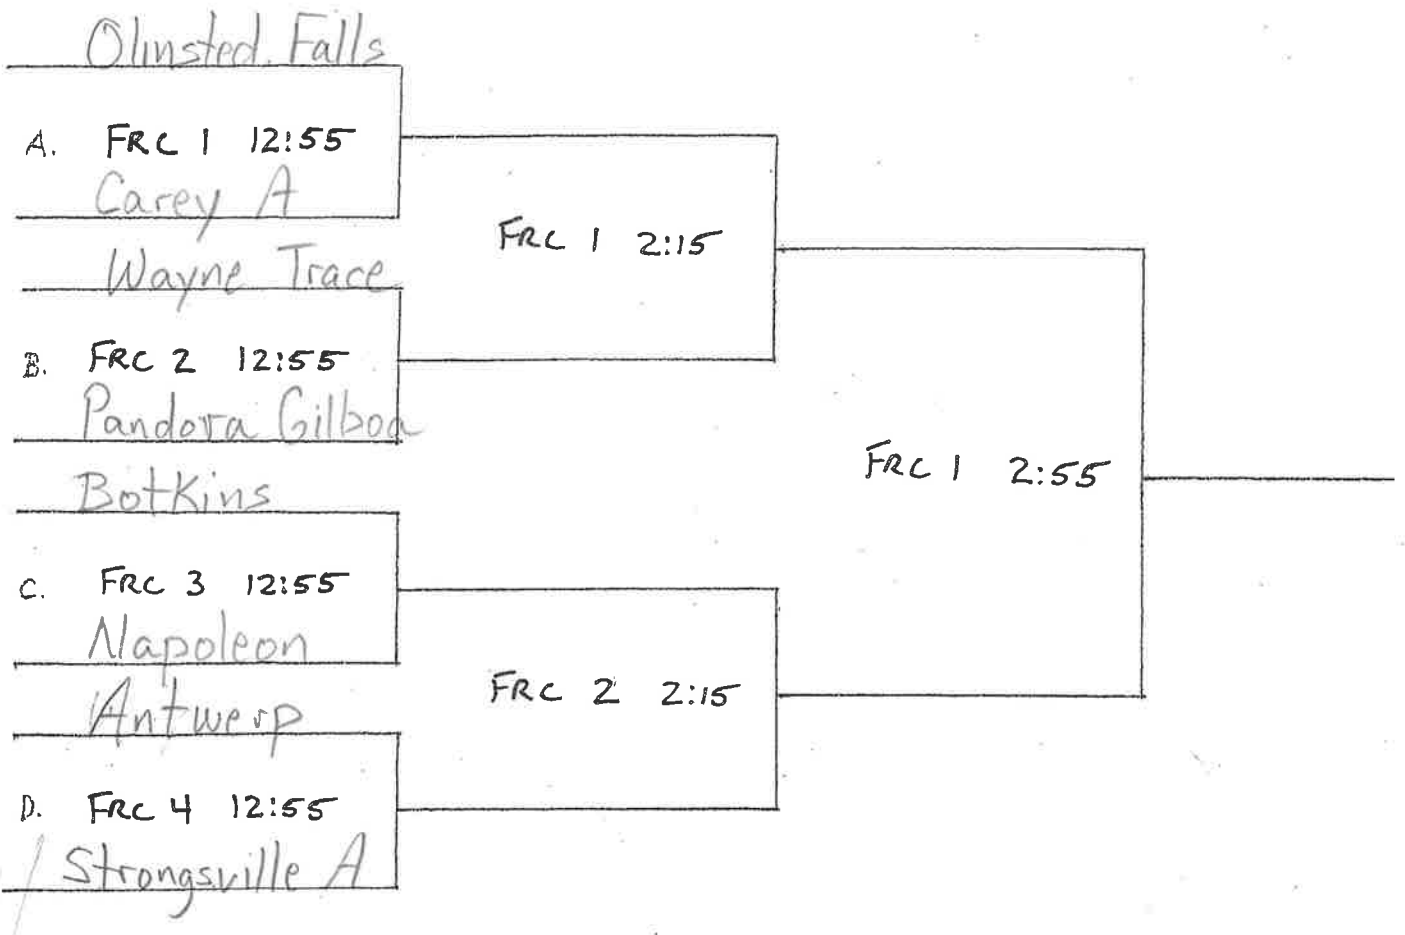 Olmsted Falls
A. FRC 1 12:55
Carey A
Wayne Trace
FRC 1 2:15
B. FRC 2 12:55
Pandora Gilboa
FRC 1 2:55
Botkins
C. FRC 3 12:55
Napoleon
FRC 2 2:15
Antwerp
D. FRC 4 12:55
Strongsville A